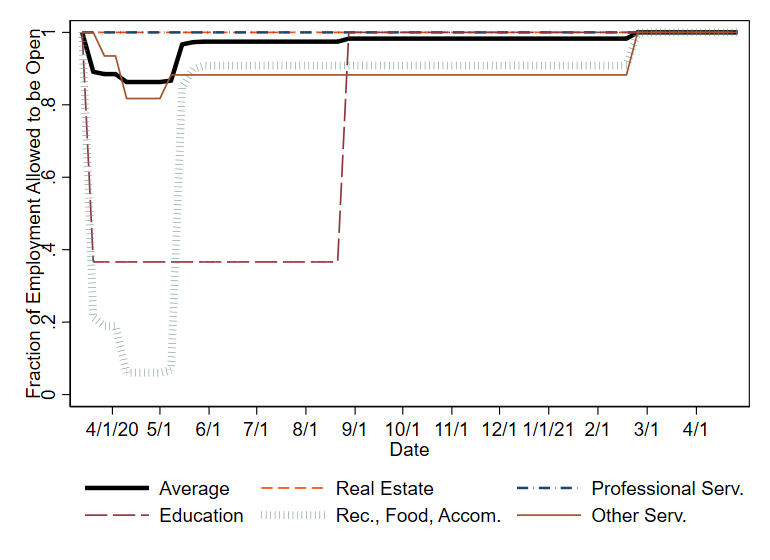 Fraction of Employment Allowed to be Open
1
.8
.6
.4
.2
0
4/1/20 5/1 6/1 7/1 8/1 9/1 10/1 11/1 12/1 1/1/21 2/1 3/1 4/1
Date
Average Real Estate Professional Serv.
Education Rec., Food, Accom. Other Serv.